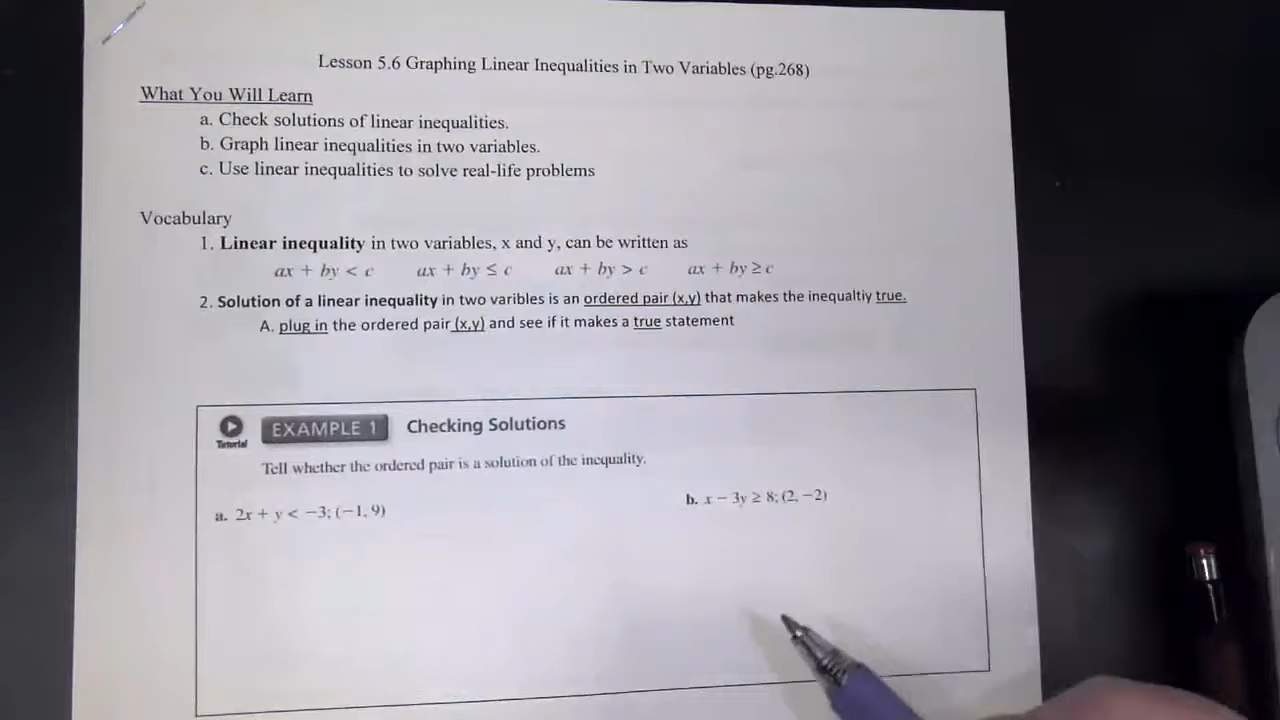 Lesson 5.6 Graphing Linear Inequalities in Two Variables (pg.268)
What You Will Learn
a. Check solutions of linear inequalities.
b. Graph linear inequalities in two variables.
c. Use linear inequalities to solve real-life problems
Vocabulary
1. Linear inequality in two variables, x and y, can be written as
ax + by < c ax + by ≤ c ax + by > c ax + by ≥ c
2. Solution of a linear inequality in two varibles is an ordered pair (x,y) that makes the inequaltiy true.
A. plug in the ordered pair (x,y) and see if it makes a true statement
Tutorial
EXAMPLE 1 Checking Solutions
Tell whether the ordered pair is a solution of the inequality.
a. 2x + y < −3; (−1, 9)
b. x − 3y ≥ 8; (2, −2)